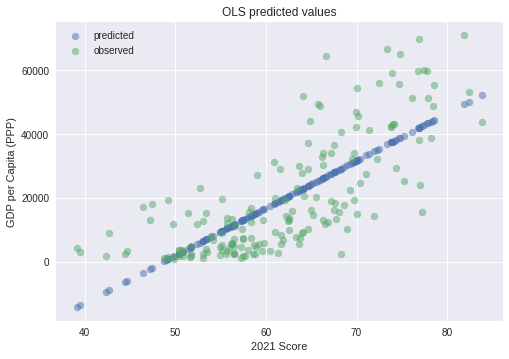 OLS predicted values
predicted
observed
GDP per Capita (PPP)
60000
40000
20000
0
40
50
60
70
80
2021 Score